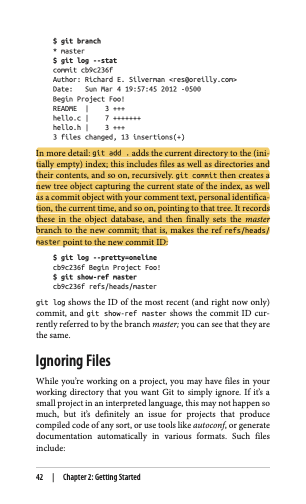 $ git branch
* master
$ git log --stat
commit cb9c236f
Author: Richard E. Silverman <res@oreilly.com>
Date:   Sun Mar 4 19:57:45 2012 -0500
Begin Project Foo!
README  |    3 +++
hello.c |    7 +++++++
hello.h |    3 +++
3 files changed, 13 insertions(+)
In more detail: git add . adds the current directory to the (ini-
tially empty) index; this includes files as well as directories and
their contents, and so on, recursively. git commit then creates a
new tree object capturing the current state of the index, as well
as a commit object with your comment text, personal identifica-
tion, the current time, and so on, pointing to that tree. It records
these in the object database, and then finally sets the master
branch to the new commit; that is, makes the ref refs/heads/
master point to the new commit ID:
$ git log --pretty=oneline
cb9c236f Begin Project Foo!
$ git show-ref master
cb9c236f refs/heads/master
git log shows the ID of the most recent (and right now only)
commit, and git show-ref master shows the commit ID cur-
rently referred to by the branch master; you can see that they are
the same.
Ignoring Files
While you're working on a project, you may have files in your
working directory that you want Git to simply ignore. If it's a
small project in an interpreted language, this may not happen so
much, but it's definitely an issue for projects that produce
compiled code of any sort, or use tools like autoconf, or generate
documentation automatically in various formats. Such files
include:
42 | Chapter 2: Getting Started